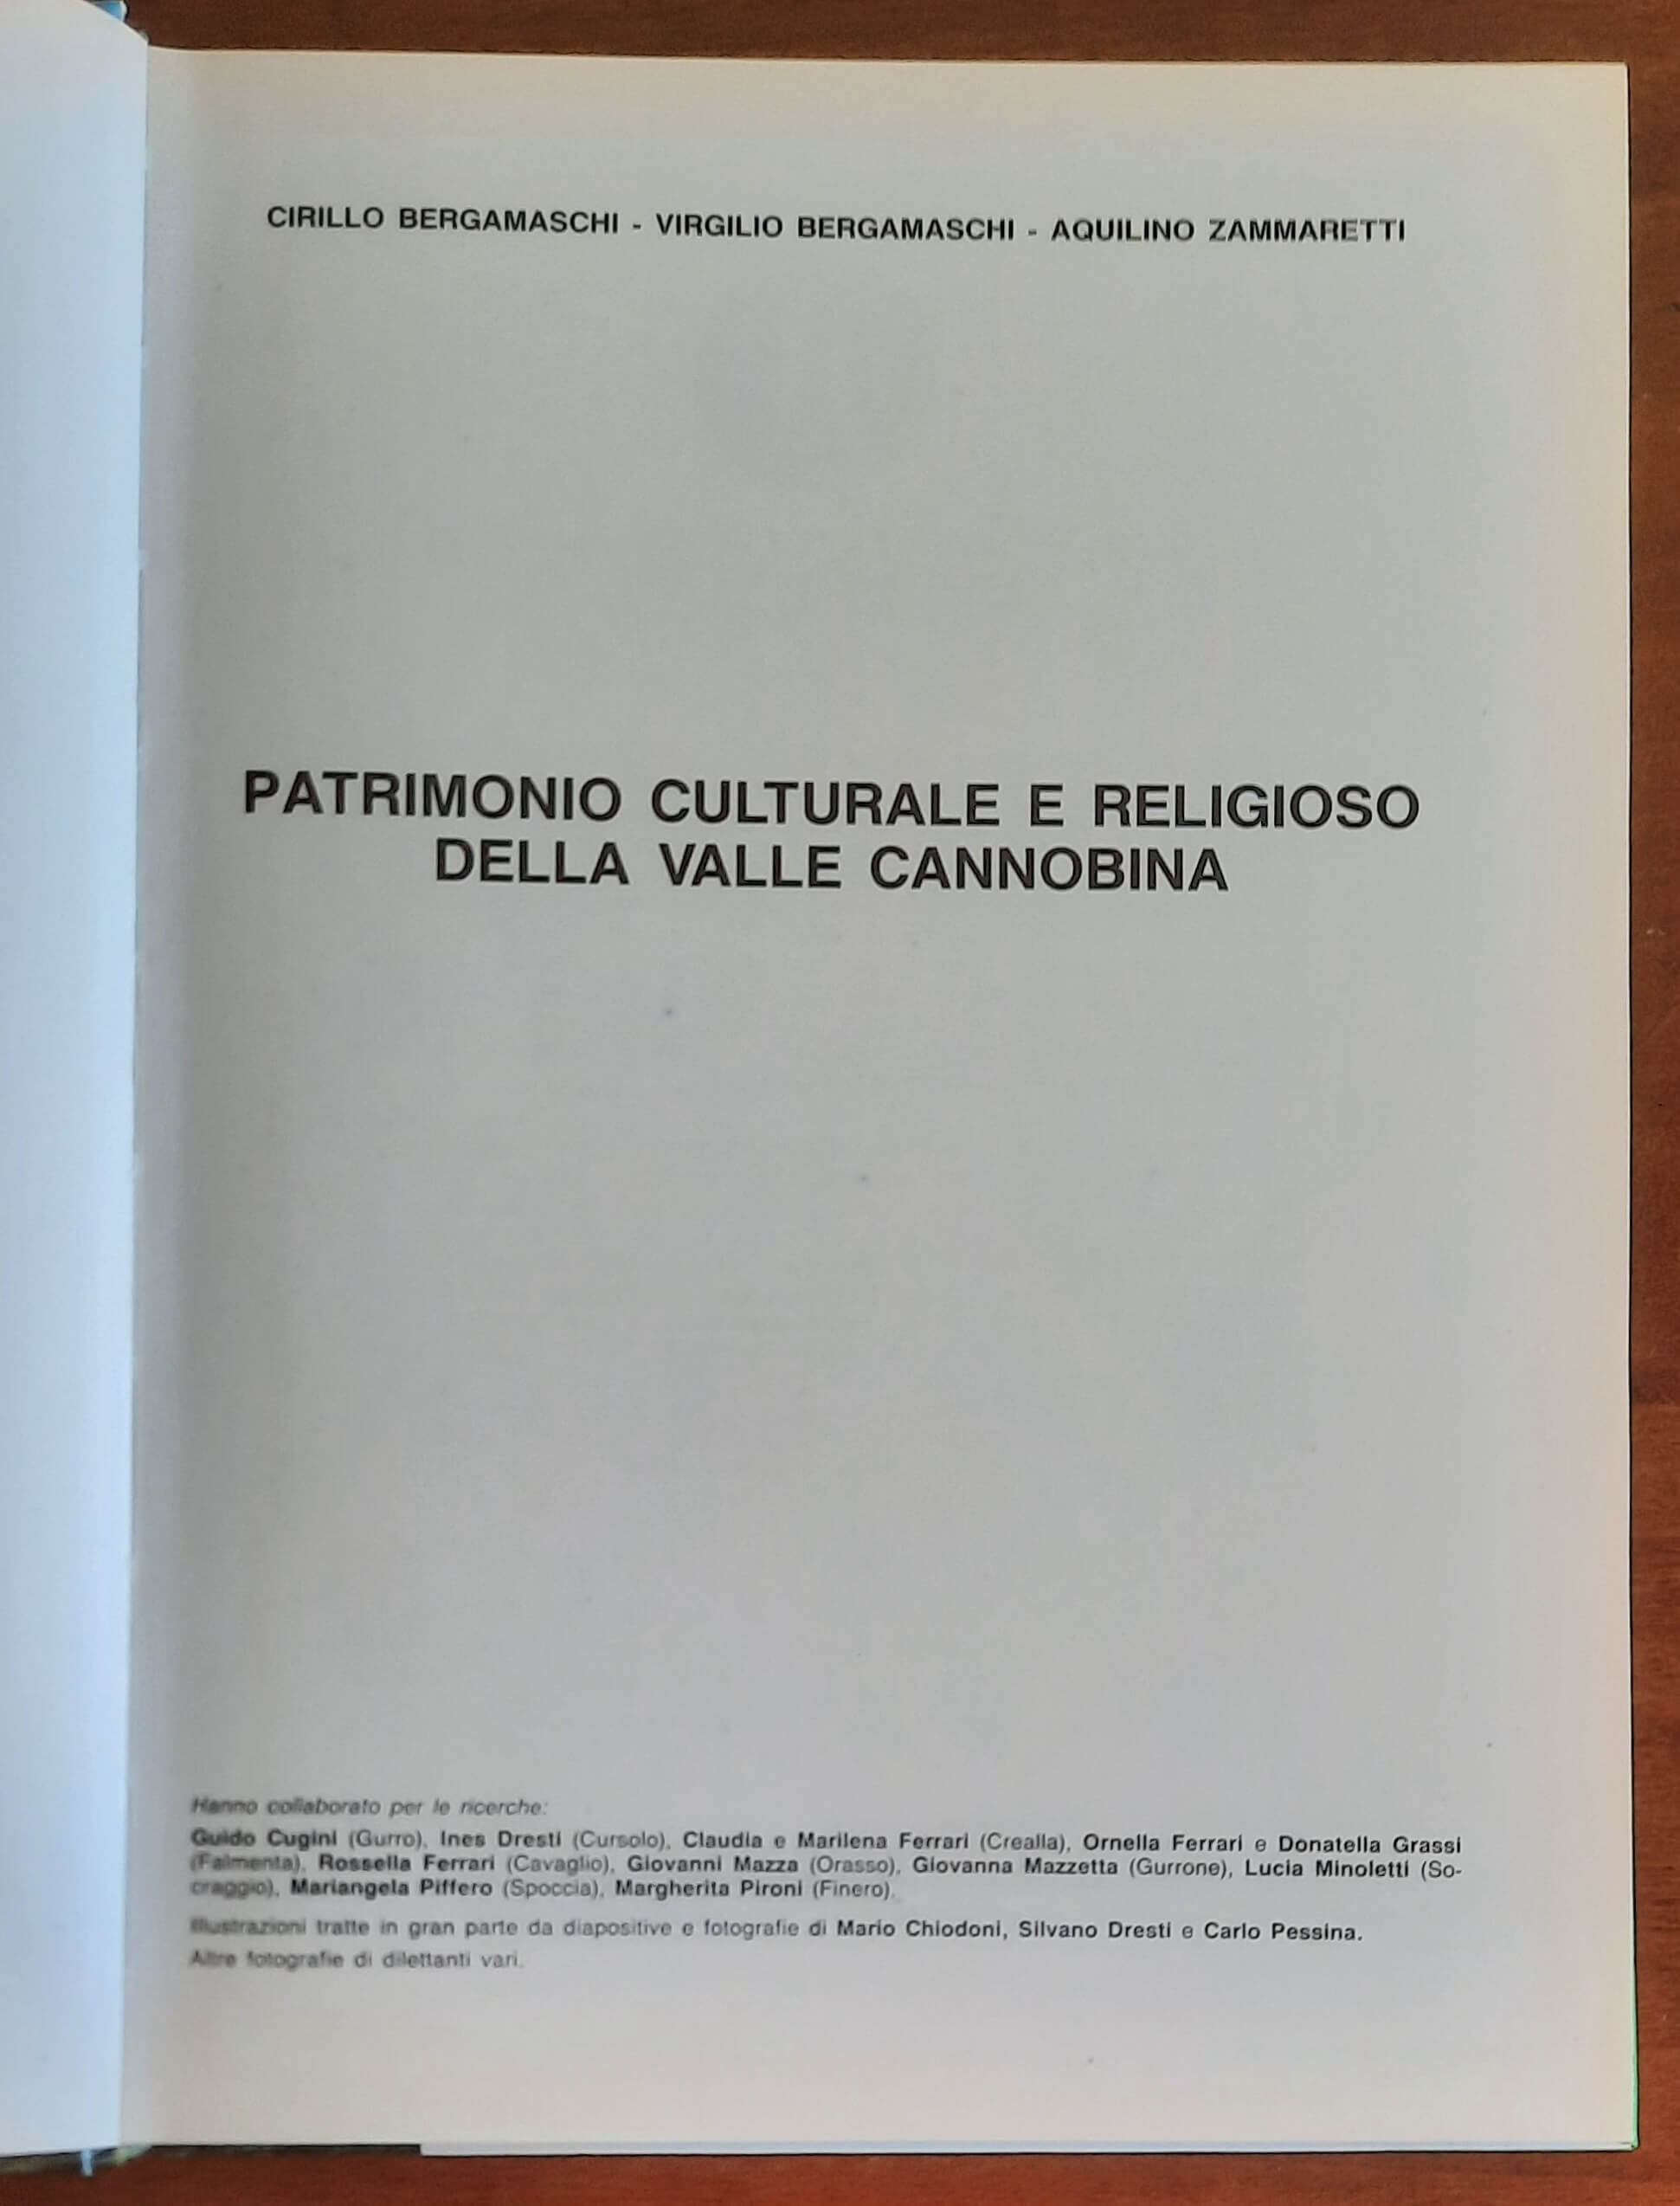 CIRILLO BERGAMASCHI - VIRGILIO BERGAMASCHI - AQUILINO ZAMMARETTI
PATRIMONIO CULTURALE E RELIGIOSO
DELLA VALLE CANNOBINA
Hanno collaborato per le ricerche:
Guido Cugini (Gurro), Ines Dresti (Cursolo), Claudia e Marilena Ferrari (Crealla), Ornella Ferrari e Donatella Grassi
(Falmenta), Rossella Ferrari (Cavaglio), Giovanni Mazza (Orasso), Giovanna Mazzetta (Gurrone), Lucia Minoletti (So-
craggio), Mariangela Piffero (Spoccia), Margherita Pironi (Finero).
Illustrazioni tratte in gran parte da diapositive e fotografie di Mario Chiodoni, Silvano Dresti e Carlo Pessina.
Altre fotografie di dilettanti vari.